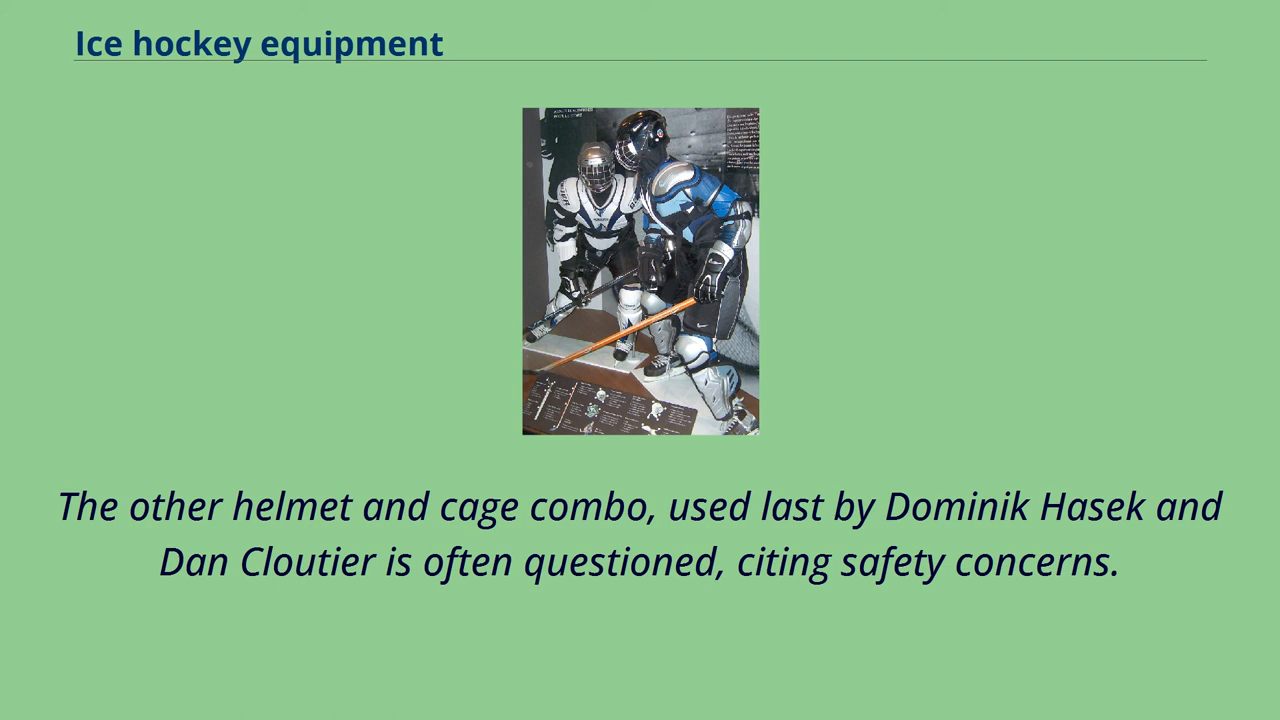 Ice hockey equipment
The other helmet and cage combo, used last by Dominik Hasek and
Dan Cloutier is often questioned, citing safety concerns.